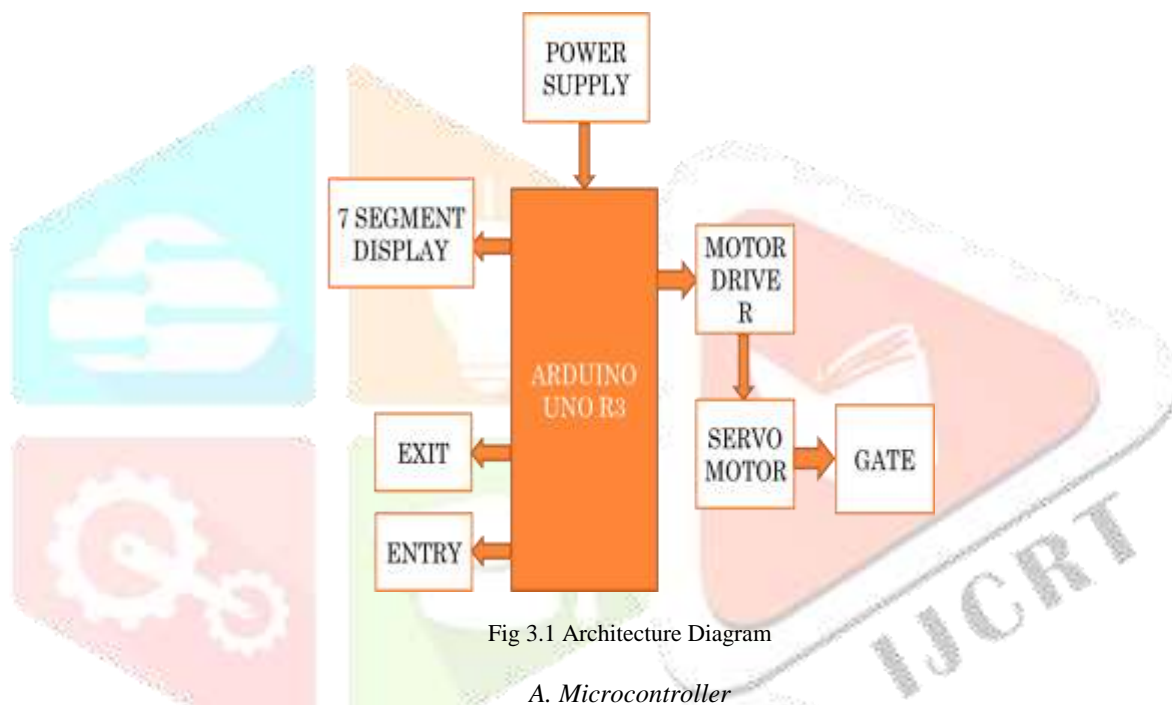 POWER
SUPPLY
7 SEGMENT
DISPLAY
MOTOR
DRIVE
R
ARDUINO
UNO R3
EXIT
SERVO
MOTOR
GATE
ENTRY
IJCRT
Fig 3.1 Architecture Diagram
A. Microcontroller